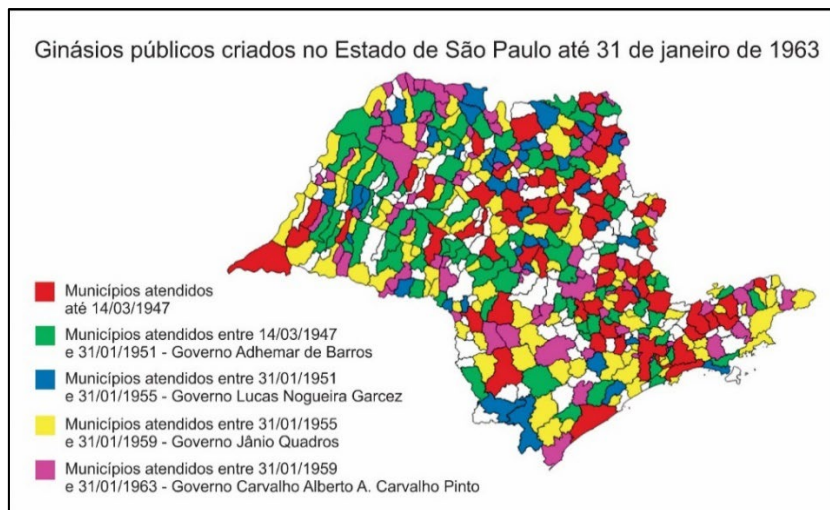 Ginásios públicos criados no Estado de São Paulo até 31 de janeiro de 1963
Municípios atendidos
até 14/03/1947
Municípios atendidos entre 14/03/1947
e 31/01/1951 - Governo Adhemar de Barros
Municípios atendidos entre 31/01/1951
e 31/01/1955 - Governo Lucas Nogueira Garcez
Municípios atendidos entre 31/01/1955
e 31/01/1959 - Governo Jânio Quadros
Municípios atendidos entre 31/01/1959
e 31/01/1963 - Governo Carvalho Alberto A. Carvalho Pinto